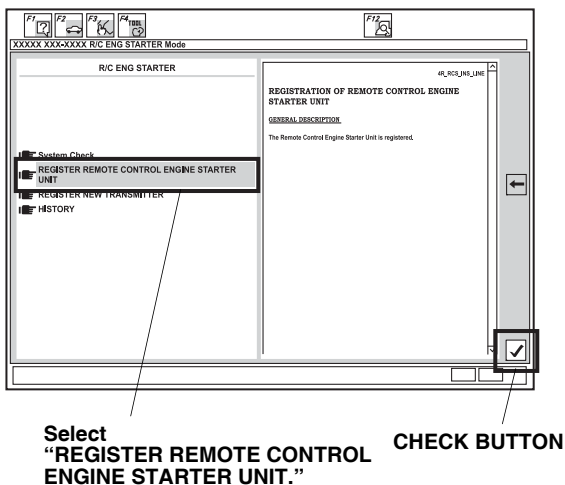 F1
F2
F3
F4 TOOL
F12
XXXXX XXX-XXXX R/C ENG STARTER Mode
R/C ENG STARTER
System Check
REGISTER REMOTE CONTROL ENGINE STARTER
UNIT
REGISTER NEW TRANSMITTER
HISTORY
4R_RCS_INS_LINE
REGISTRATION OF REMOTE CONTROL ENGINE
STARTER UNIT
GENERAL DESCRIPTION
The Remote Control Engine Starter Unit is registered.
Select
“REGISTER REMOTE CONTROL
ENGINE STARTER UNIT.”
CHECK BUTTON